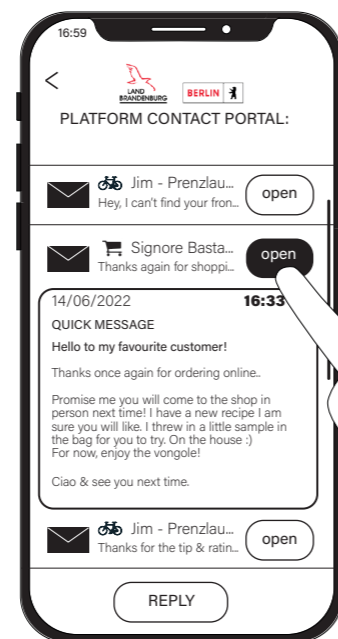 16:59
LAND
BRANDENBURG
BERLIN
PLATFORM CONTACT PORTAL:
Jim - Prenzlau...
Hey, I can't find your fron...
open
Signore Basta...
Thanks again for shoppi...
open
14/06/2022
16:33
QUICK MESSAGE
Hello to my favourite customer!
Thanks once again for ordering online..
Promise me you will come to the shop in
person next time! I have a new recipe I am
sure you will like. I threw in a little sample in
the bag for you to try. On the house :)
For now, enjoy the vongole!
Ciao & see you next time.
Jim - Prenzlau...
Thanks for the tip & ratin...
open
REPLY